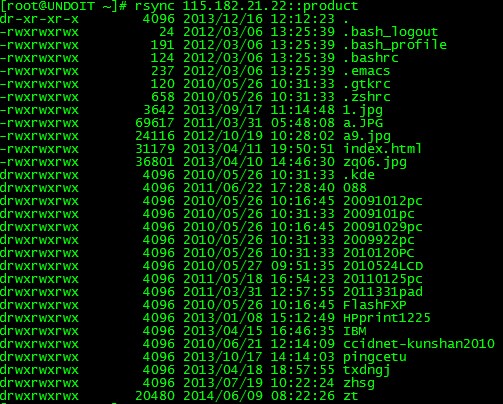 [root@UNDOIT ~]# rsync 115.182.21.22::product
dr-xr-xr-x 4096 2013/12/16 12:12:23 .
-rwxrwxrwx 24 2012/03/06 13:25:39 .bash_logout
-rwxrwxrwx 191 2012/03/06 13:25:39 .bash_profile
-rwxrwxrwx 124 2012/03/06 13:25:39 .bashrc
-rwxrwxrwx 237 2012/03/06 13:25:39 .emacs
-rwxrwxrwx 120 2010/05/26 10:31:33 .gtkrc
-rwxrwxrwx 658 2010/05/26 10:31:33 .zshrc
-rwxrwxrwx 3642 2013/09/17 11:14:48 1.jpg
-rwxrwxrwx 69617 2011/03/31 05:48:08 a.JPG
-rwxrwxrwx 24116 2012/10/19 10:28:02 a9.jpg
-rwxrwxrwx 31179 2013/04/11 19:50:51 index.html
-rwxrwxrwx 36801 2013/04/10 14:46:30 zq06.jpg
drwxrwxrwx 4096 2010/05/26 10:31:33 .kde
drwxrwxrwx 4096 2011/06/22 17:28:40 088
drwxrwxrwx 4096 2010/05/26 10:16:45 20091012pc
drwxrwxrwx 4096 2010/05/26 10:31:33 2009101pc
drwxrwxrwx 4096 2010/05/26 10:16:45 20091029pc
drwxrwxrwx 4096 2010/05/26 10:31:33 2009922pc
drwxrwxrwx 4096 2010/05/26 10:31:33 2010120PC
drwxrwxrwx 4096 2010/05/27 09:51:35 2010524LCD
drwxrwxrwx 4096 2011/05/18 16:54:23 20110125pc
drwxrwxrwx 4096 2011/03/31 12:57:55 2011331pad
drwxrwxrwx 4096 2010/05/26 10:16:45 FlashFXP
drwxrwxrwx 4096 2013/01/08 15:12:49 HPprint1225
drwxrwxrwx 4096 2013/04/15 16:46:35 IBM
drwxrwxrwx 4096 2010/06/21 12:14:09 ccidnet-kunshan2010
drwxrwxrwx 4096 2013/10/17 14:14:03 pingcetu
drwxrwxrwx 4096 2013/04/18 18:57:55 txdngj
drwxrwxrwx 4096 2013/07/19 10:22:24 zhsg
drwxrwxrwx 20480 2014/06/09 08:22:26 zt